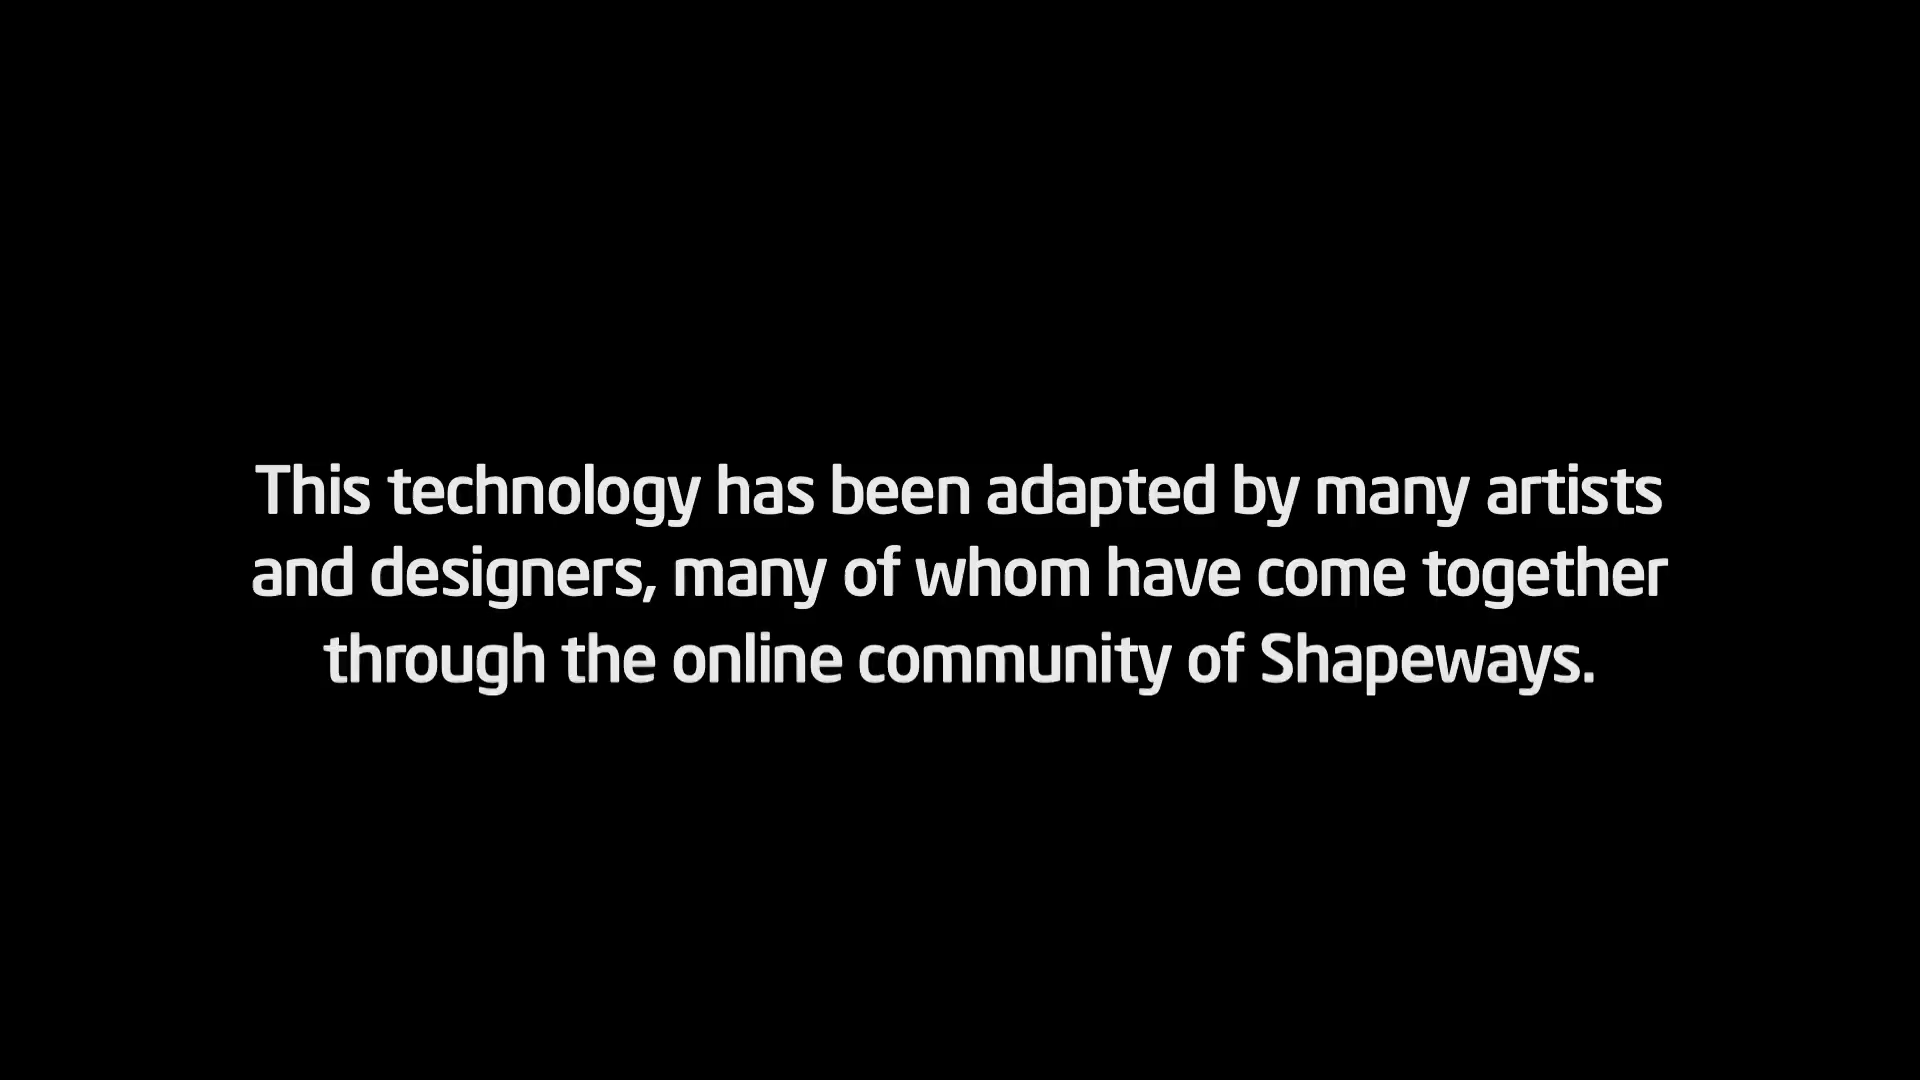 This technology has been adapted by many artists
and designers, many of whom have come together
through the online community of Shapeways.